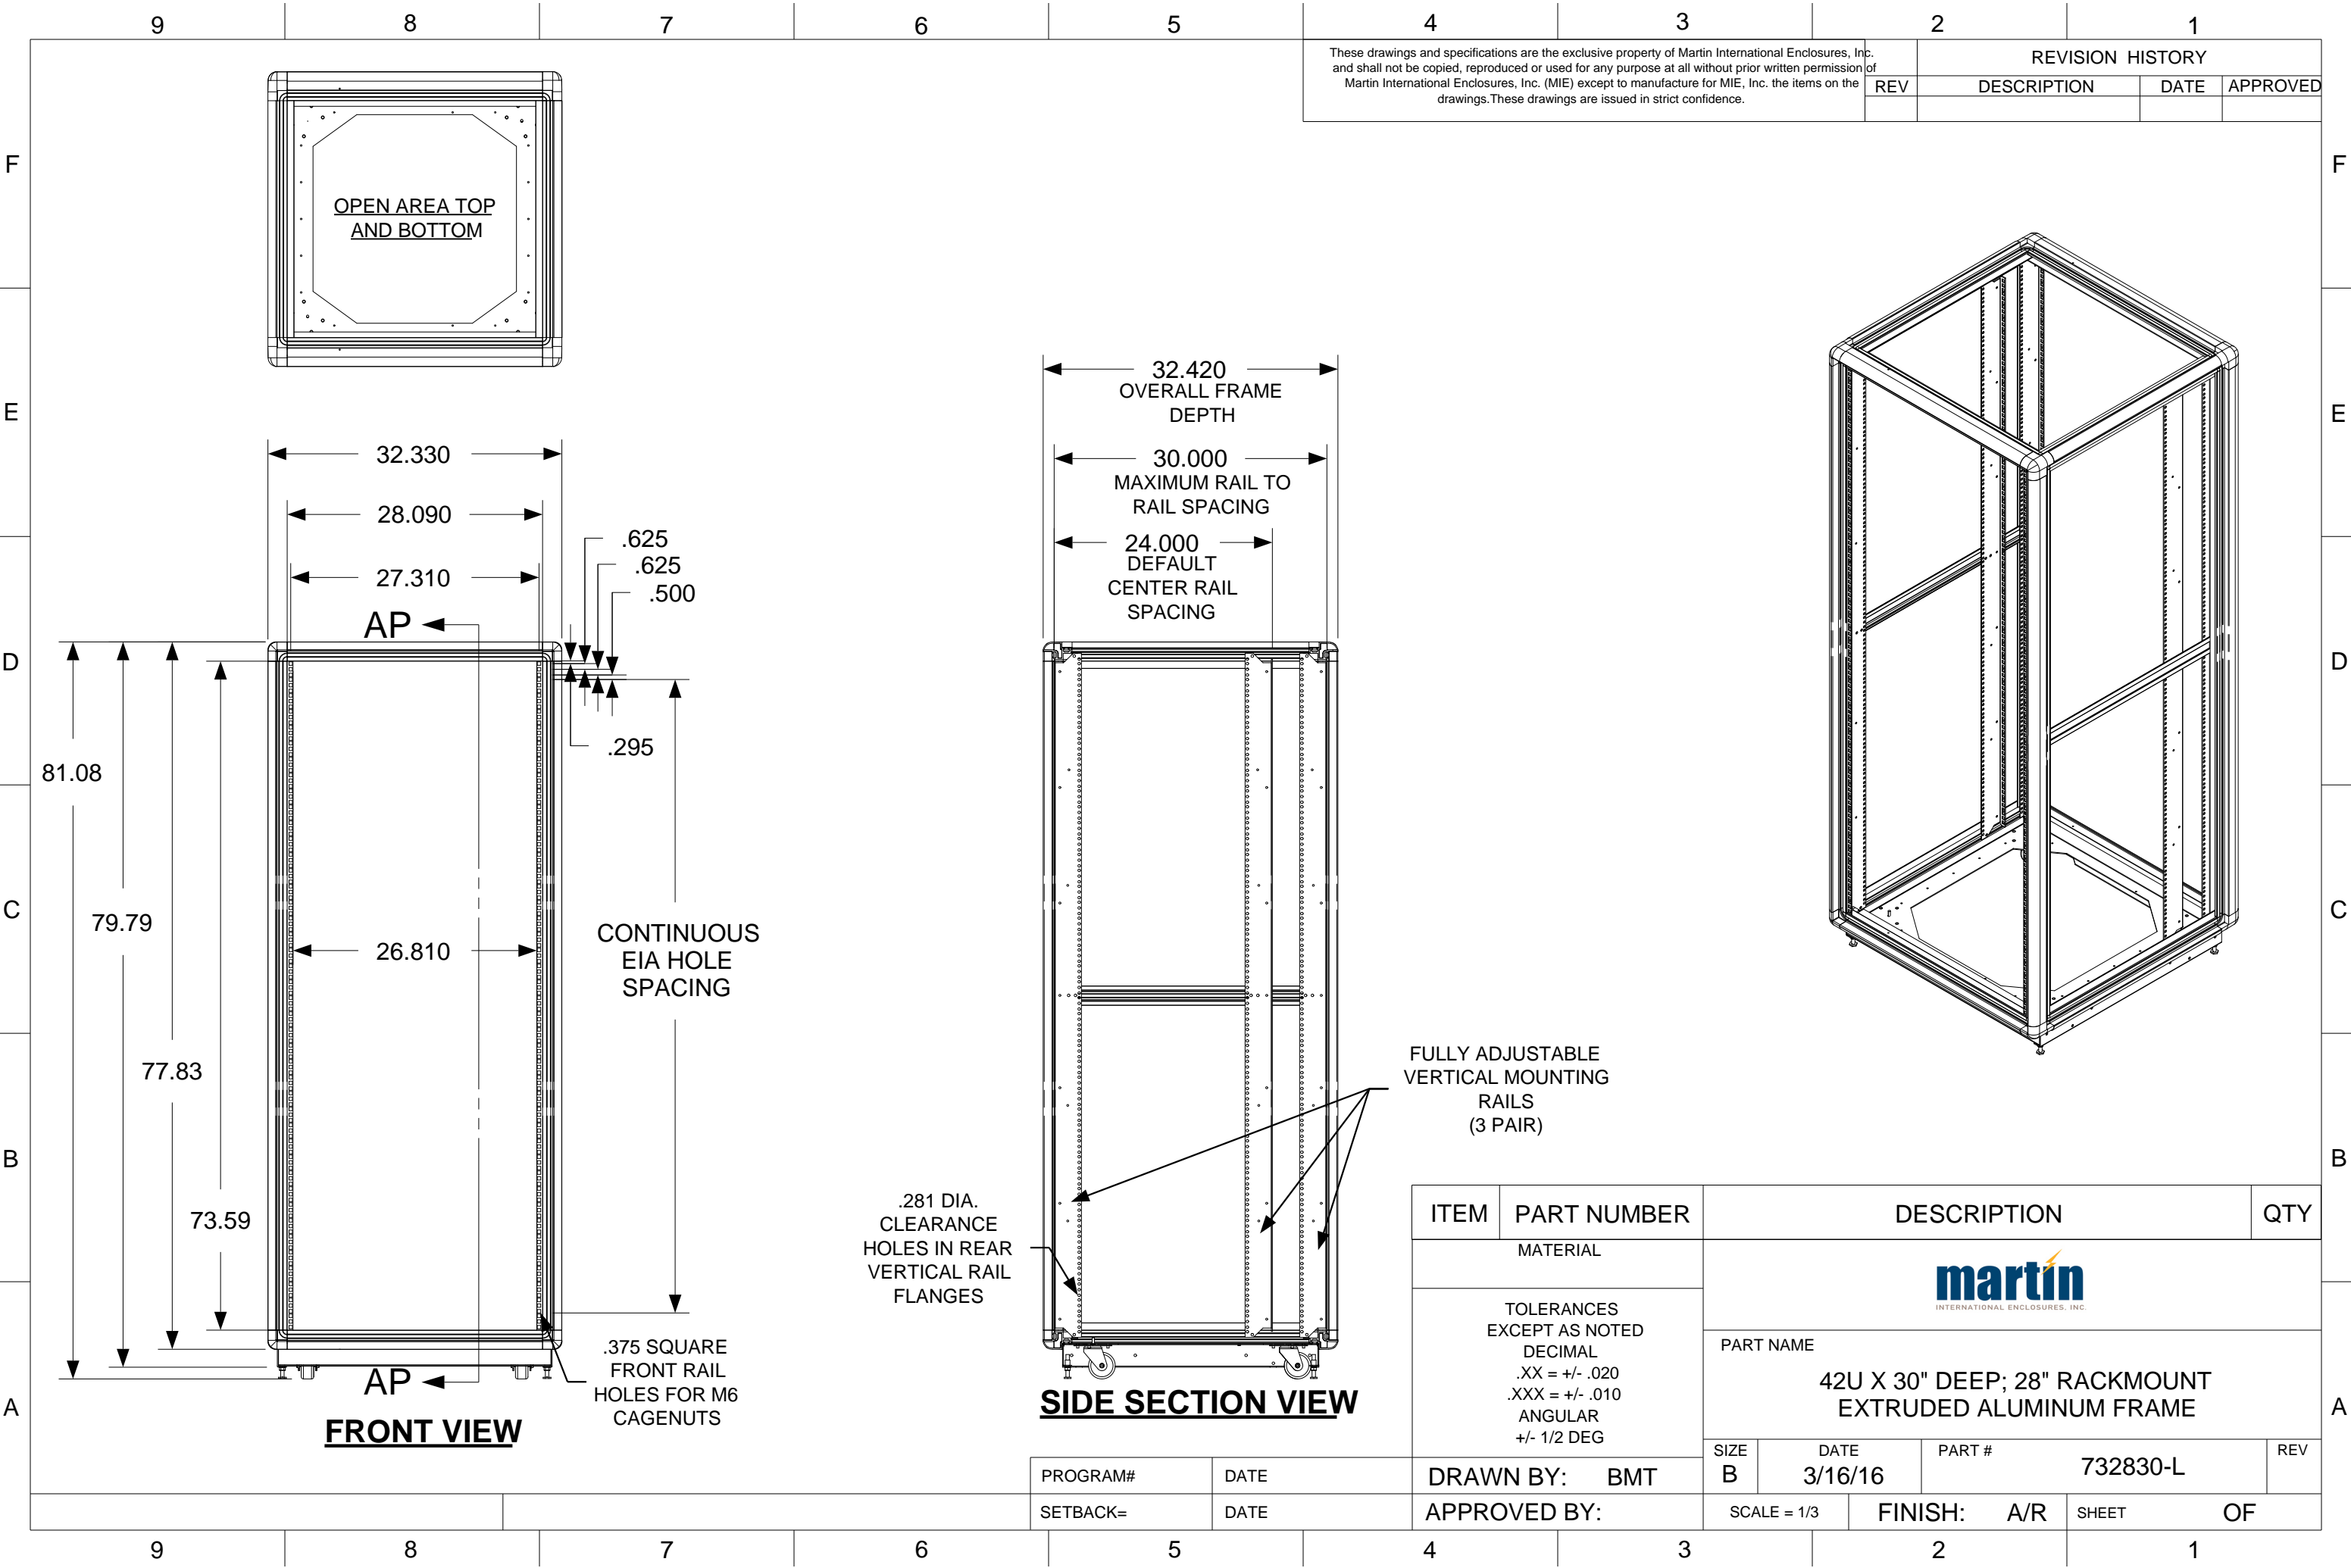 9 8 7 6 5 4 3 2 1
These drawings and specifications are the exclusive property of Martin International Enclosures, Inc.
and shall not be copied, reproduced or used for any purpose at all without prior written permission of
Martin International Enclosures, Inc. (MIE) except to manufacture for MIE, Inc. the items on the
drawings.These drawings are issued in strict confidence.
REVISION HISTORY
REV DESCRIPTION DATE APPROVED
F F
OPEN AREA TOP
AND BOTTOM
E E
32.330
28.090
27.310
.625
.625
.500
.295
AP
D D
81.08
79.79
77.83
73.59
26.810
CONTINUOUS
EIA HOLE
SPACING
C C
.375 SQUARE
FRONT RAIL
HOLES FOR M6
CAGENUTS
AP
FRONT VIEW
32.420
OVERALL FRAME
DEPTH
30.000
MAXIMUM RAIL TO
RAIL SPACING
24.000
DEFAULT
CENTER RAIL
SPACING
FULLY ADJUSTABLE
VERTICAL MOUNTING
RAILS
(3 PAIR)
B B
.281 DIA.
CLEARANCE
HOLES IN REAR
VERTICAL RAIL
FLANGES
SIDE SECTION VIEW
A A
ITEM PART NUMBER DESCRIPTION QTY
MATERIAL
TOLERANCES
EXCEPT AS NOTED
DECIMAL
.XX = +/- .020
.XXX = +/- .010
ANGULAR
+/- 1/2 DEG
martin
INTERNATIONAL ENCLOSURES, INC.
PART NAME
42U X 30" DEEP; 28" RACKMOUNT
EXTRUDED ALUMINUM FRAME
SIZE B
DATE 3/16/16
PART # 732830-L
REV
PROGRAM# DATE
DRAWN BY: BMT
SETBACK= DATE
APPROVED BY:
SCALE = 1/3
FINISH: A/R
SHEET OF
9 8 7 6 5 4 3 2 1